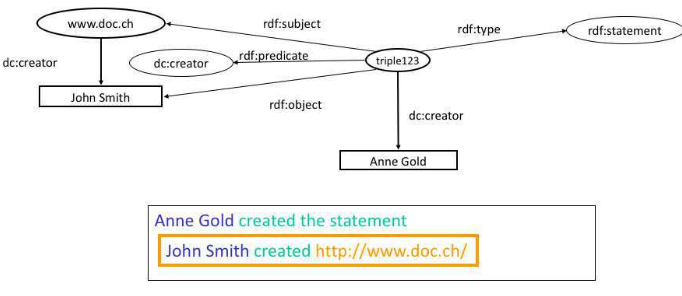 www.doc.ch
rdf:subject
rdf:type
rdf:statement
dc:creator
dc:creator
rdf:predicate
triple123
John Smith
rdf:object
dc:creator
Anne Gold
Anne Gold created the statement
John Smith created http://www.doc.ch/